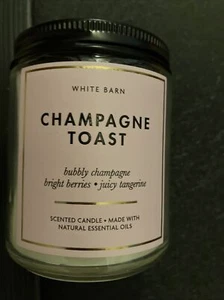 WHITE BARN
CHAMPAGNE
TOAST
bubbly champagne
bright berries • juicy tangerine
SCENTED CANDLE • MADE WITH
NATURAL ESSENTIAL OILS